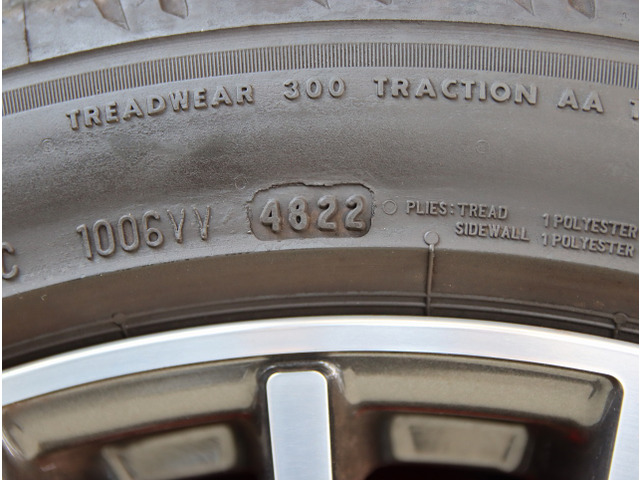 TREADWEAR 300 TRACTION AA T
C 1006VV 4822 PLIES: TREAD 1 POLYESTER
SIDEWALL 1 POLYESTER